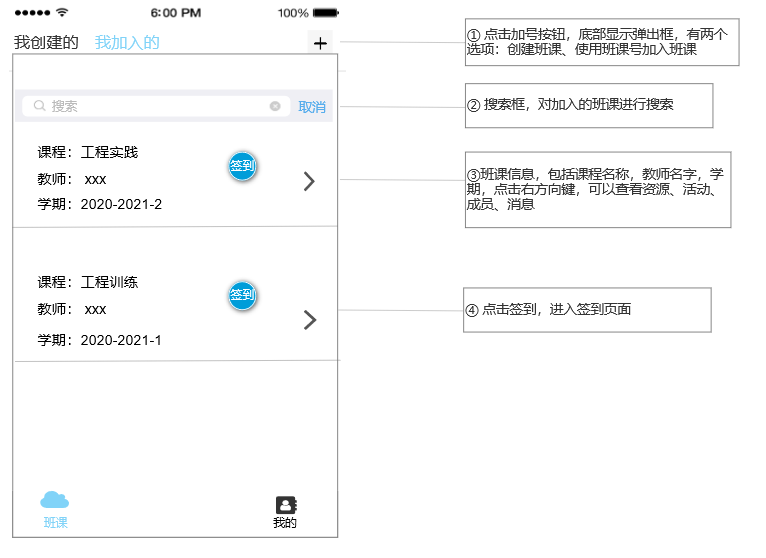 6:00 PM
100%
我创建的 我加入的
+
搜索
取消
课程：工程实践
教师： xxx
学期：2020-2021-2
签到
课程：工程训练
教师： xxx
学期：2020-2021-1
签到
班课
我的
① 点击加号按钮，底部显示弹出框，有两个
选项：创建班课、使用班课号加入班课
② 搜索框，对加入的班课进行搜索
③班课信息，包括课程名称，教师名字，学
期，点击右方向键，可以查看资源、活动、
成员、消息
④ 点击签到，进入签到页面